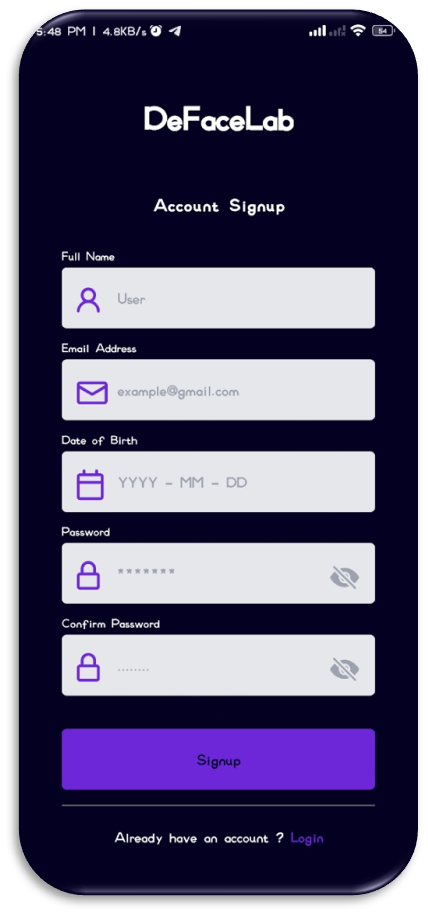 5:48 PM | 4.8KB/s
54
DeFaceLab
Account Signup
Full Name
User
Email Address
example@gmail.com
Date of Birth
YYYY - MM - DD
Password
*******
Confirm Password
........
Signup
Already have an account ? Login